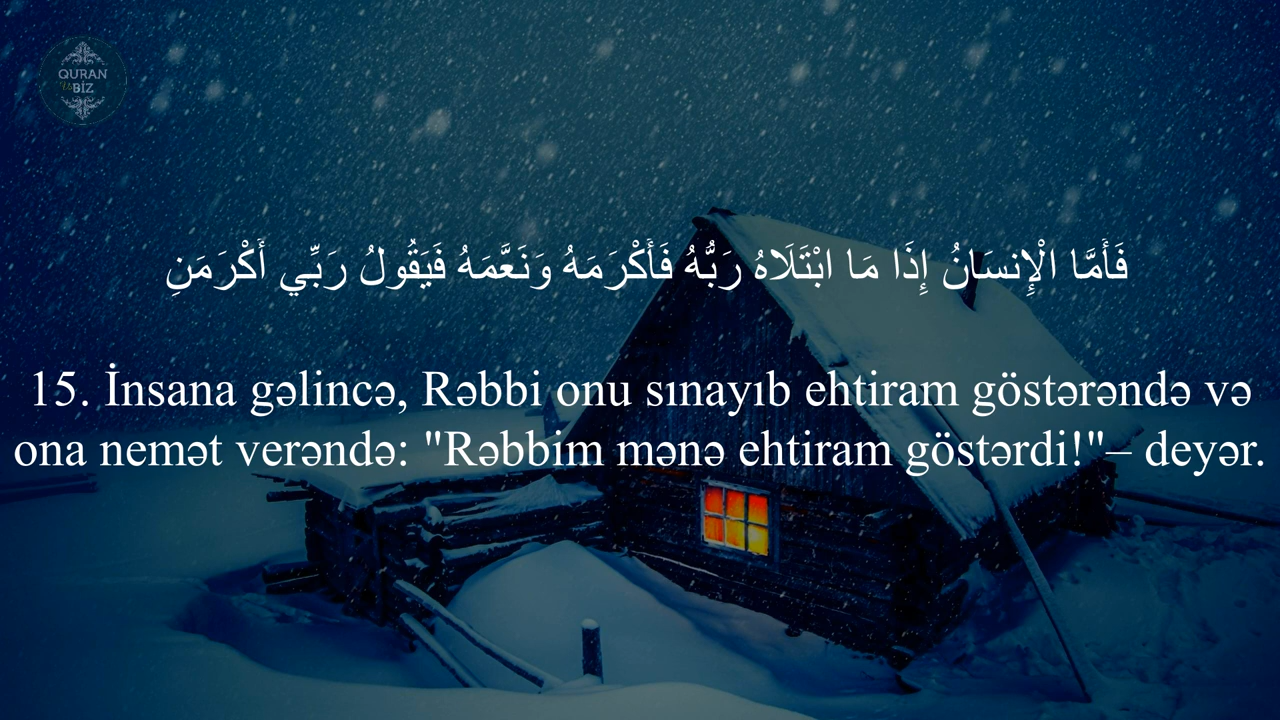 QURAN
və BİZ
فَأَمَّا الْإِنسَانُ إِذَا مَا ابْتَلَاهُ رَبُّهُ فَأَكْرَمَهُ وَنَعَّمَهُ فَيَقُولُ رَبِّي أَكْرَمَنِ
15. İnsana gəlincə, Rəbbi onu sınayıb ehtiram göstərəndə və
ona nemət verəndə: "Rəbbim mənə ehtiram göstərdi!"– deyər.